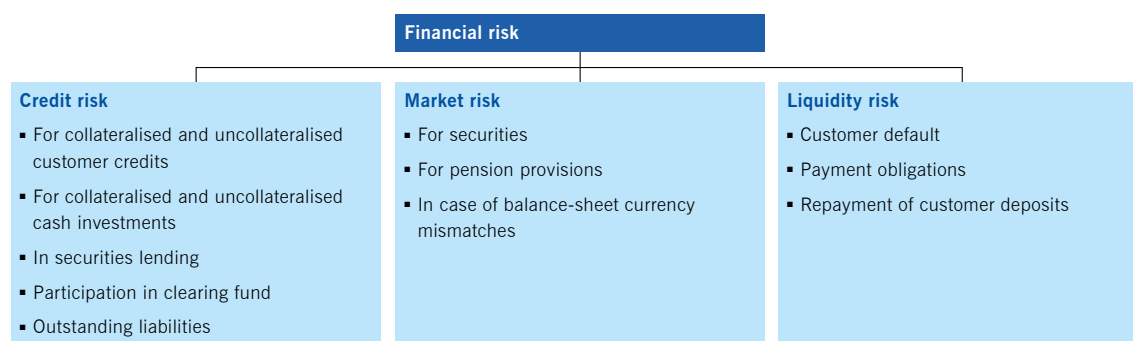 Financial risk
Credit risk
▪ For collateralised and uncollateralised
customer credits
▪ For collateralised and uncollateralised
cash investments
▪ In securities lending
▪ Participation in clearing fund
▪ Outstanding liabilities
Market risk
▪ For securities
▪ For pension provisions
▪ In case of balance-sheet currency
mismatches
Liquidity risk
▪ Customer default
▪ Payment obligations
▪ Repayment of customer deposits